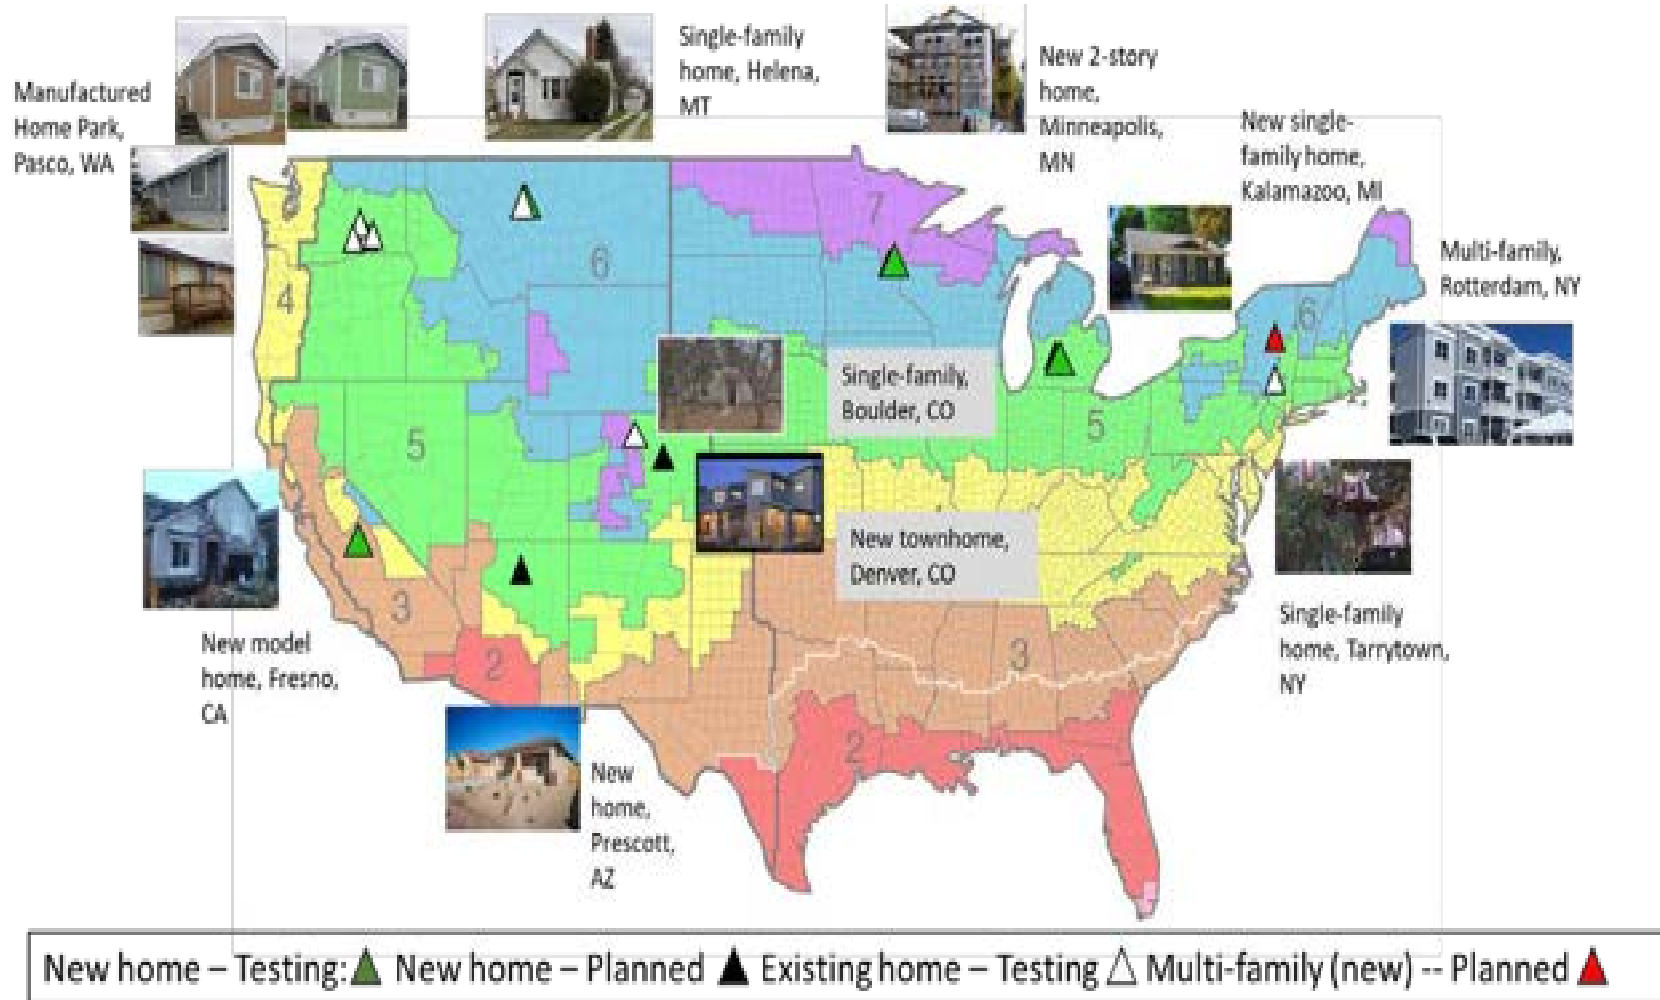 Manufactured
Home Park,
Pasco, WA
Single-family
home, Helena,
MT
New 2-story
home,
Minneapolis,
MN
New single-
family home,
Kalamazoo, MI
Multi-family,
Rotterdam, NY
7
6
4
6
Single-family,
Boulder, CO
5
5
New townhome,
Denver, CO
3
3
2
2
New model
home, Fresno,
CA
Single-family
home, Tarrytown,
NY
New
home,
Prescott,
AZ
New home – Testing: New home – Planned Existing home – Testing Multi-family (new) -- Planned